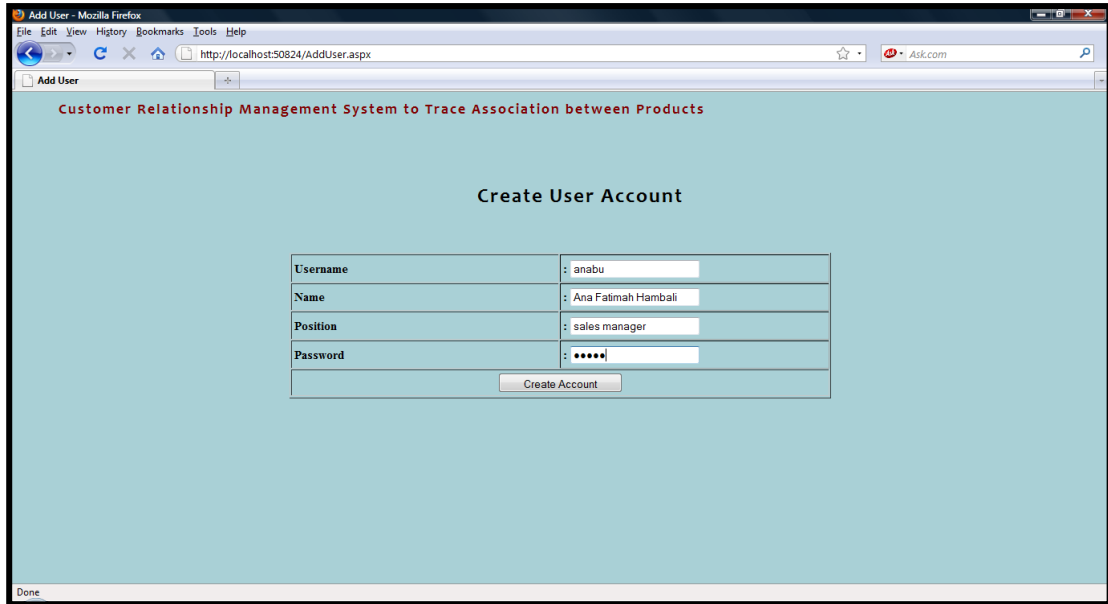 Add User - Mozilla Firefox
File Edit View History Bookmarks Tools Help
http://localhost:50824/AddUser.aspx
Ask.com
Add User
Customer Relationship Management System to Trace Association between Products
Create User Account
Username : anabu
Name : Ana Fatimah Hambali
Position : sales manager
Password : •••••
Create Account
Done